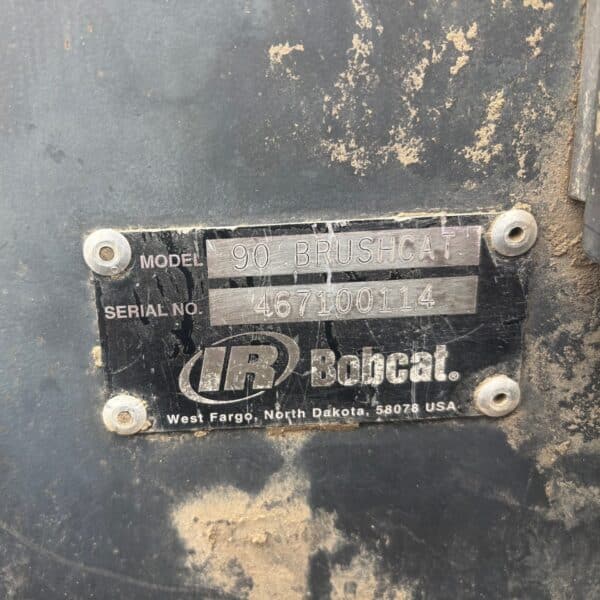 MODEL 90 BRUSHCAT
SERIAL NO. 467100114
IR Bobcat®
West Fargo, North Dakota, 58078 USA